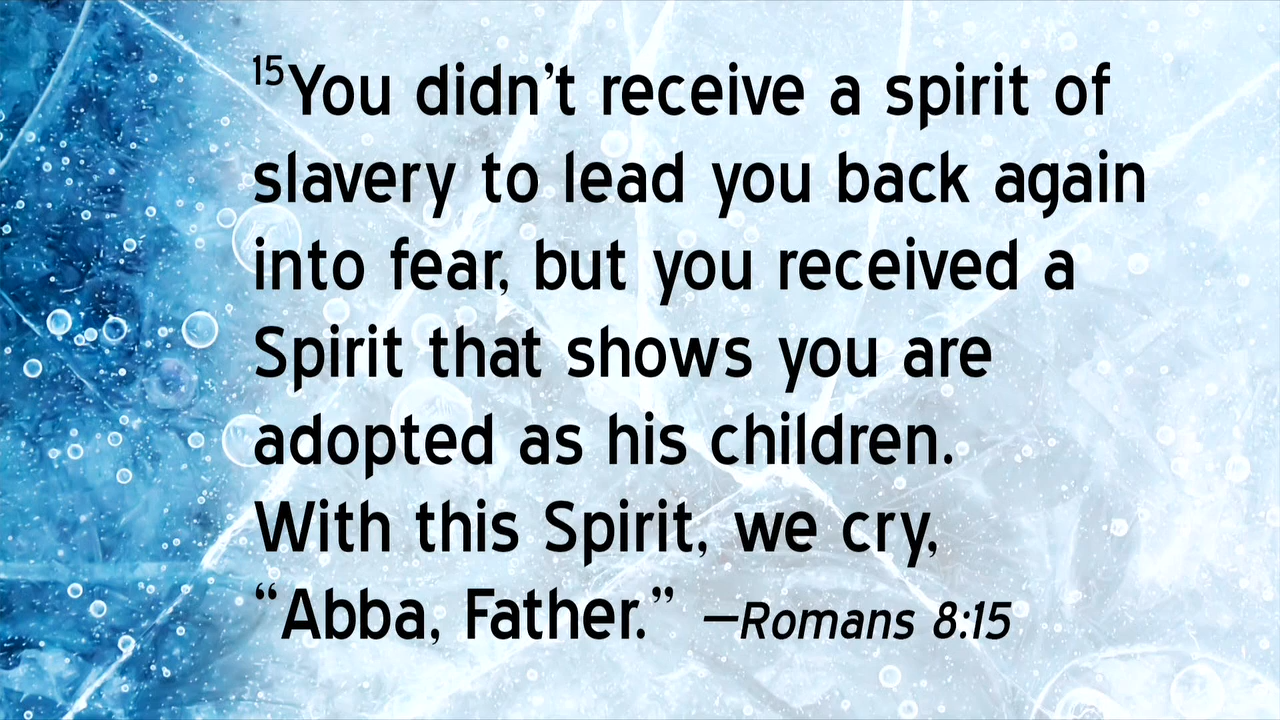 ¹⁵You didn’t receive a spirit of
slavery to lead you back again
into fear, but you received a
Spirit that shows you are
adopted as his children.
With this Spirit, we cry,
“Abba, Father.” —Romans 8:15